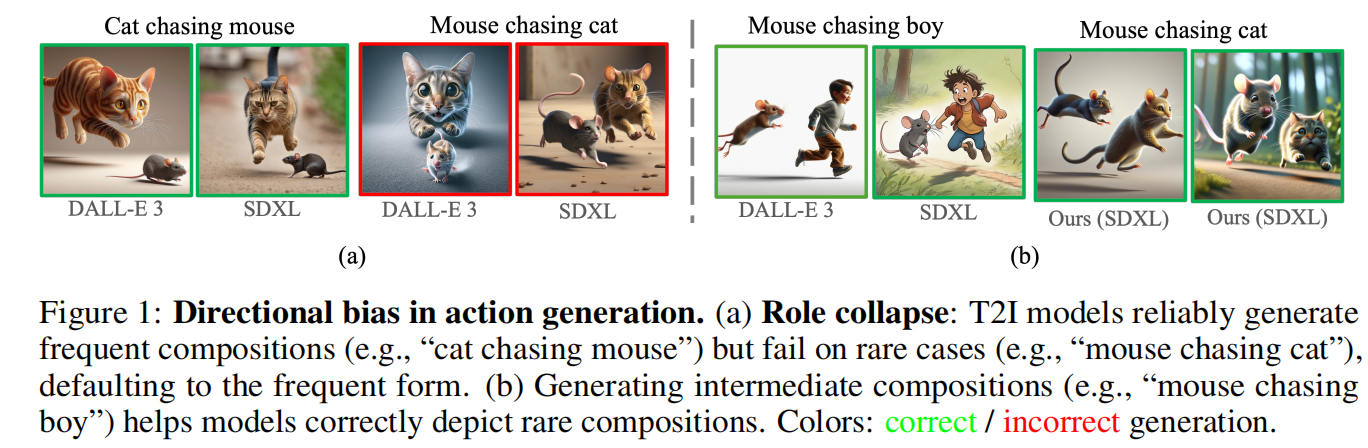 Cat chasing mouse
Mouse chasing cat
Mouse chasing boy
Mouse chasing cat
DALL-E 3
SDXL
DALL-E 3
SDXL
DALL-E 3
SDXL
Ours (SDXL)
Ours (SDXL)
(a)
(b)
Figure 1: Directional bias in action generation. (a) Role collapse: T2I models reliably generate
frequent compositions (e.g., “cat chasing mouse”) but fail on rare cases (e.g., “mouse chasing cat”),
defaulting to the frequent form. (b) Generating intermediate compositions (e.g., “mouse chasing
boy”) helps models correctly depict rare compositions. Colors: correct / incorrect generation.